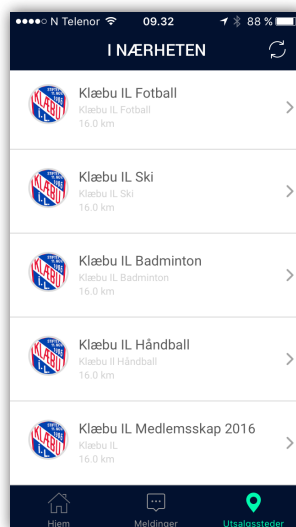 N Telenor 09.32 88 %
I NÆRHETEN
Klæbu IL Fotball
Klæbu IL Fotball
16.0 km
Klæbu IL Ski
Klæbu IL Ski
16.0 km
Klæbu IL Badminton
Klæbu IL Badminton
16.0 km
Klæbu IL Håndball
Klæbu Il Håndball
16.0 km
Klæbu IL Medlemsskap 2016
Klæbu IL
16.0 km
KLÆBU
I.L.
Hjem Meldinger Utsalgssteder